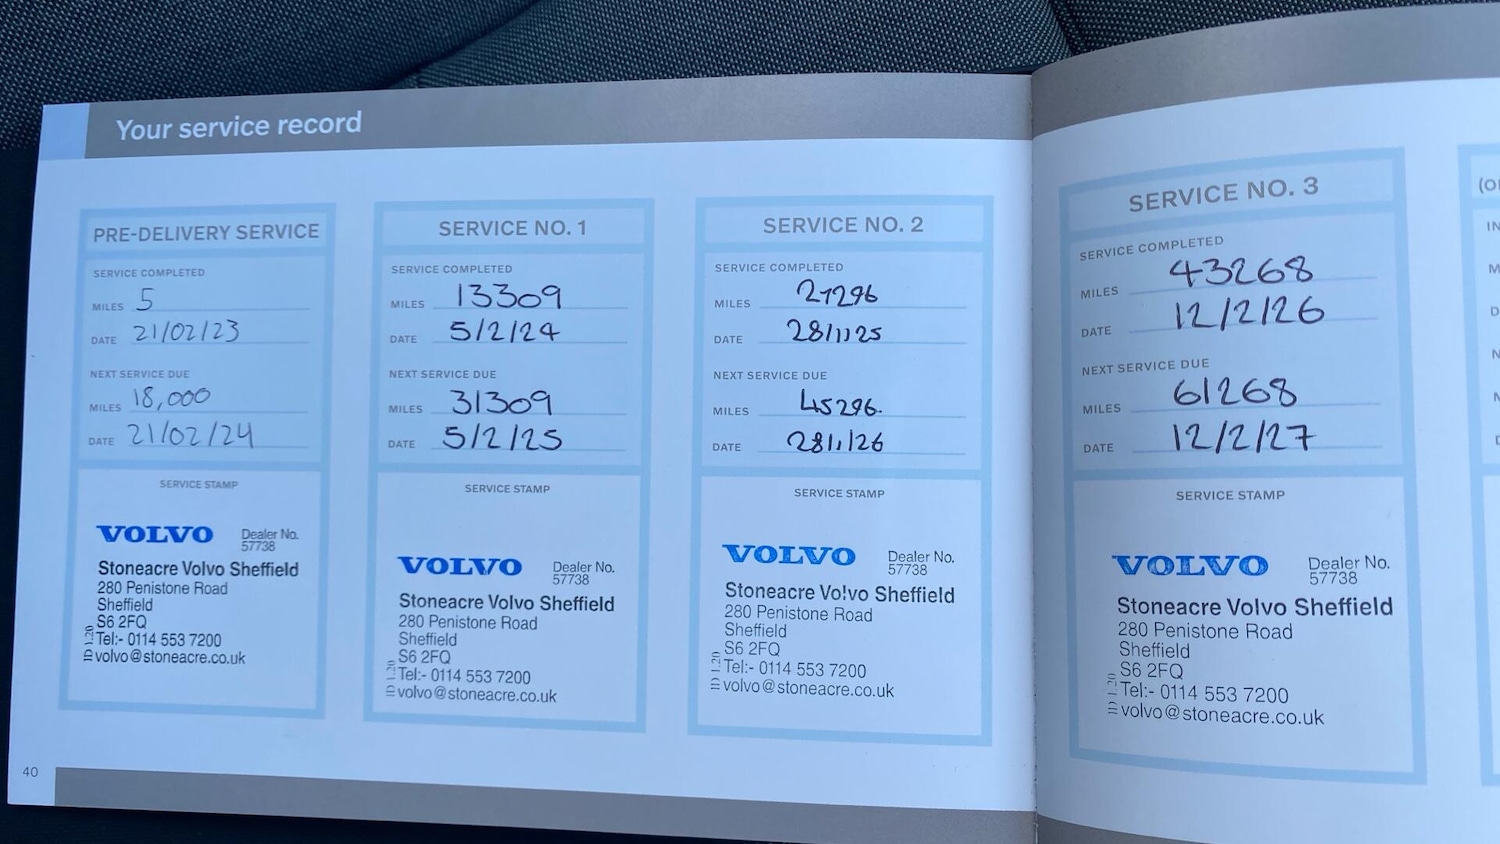 Your service record
PRE-DELIVERY SERVICE
SERVICE COMPLETED
MILES 5
DATE 21/02/23
NEXT SERVICE DUE
MILES 18,000
DATE 21/02/24
SERVICE STAMP
VOLVO Dealer No.
57738
Stoneacre Volvo Sheffield
280 Penistone Road
Sheffield
S6 2FQ
Tel:- 0114 553 7200
volvo@stoneacre.co.uk
SERVICE NO. 1
SERVICE COMPLETED
MILES 13309
DATE 5/2/24
NEXT SERVICE DUE
MILES 31309
DATE 5/2/25
SERVICE STAMP
VOLVO Dealer No.
57738
Stoneacre Volvo Sheffield
280 Penistone Road
Sheffield
S6 2FQ
Tel:- 0114 553 7200
volvo@stoneacre.co.uk
SERVICE NO. 2
SERVICE COMPLETED
MILES 27296
DATE 28/1/25
NEXT SERVICE DUE
MILES 45296.
DATE 28/1/26
SERVICE STAMP
VOLVO Dealer No.
57738
Stoneacre Volvo Sheffield
280 Penistone Road
Sheffield
S6 2FQ
Tel:- 0114 553 7200
volvo@stoneacre.co.uk
40
SERVICE NO. 3
SERVICE COMPLETED
MILES 43268
DATE 12/2/26
NEXT SERVICE DUE
MILES 61268
DATE 12/2/27
SERVICE STAMP
VOLVO Dealer No.
57738
Stoneacre Volvo Sheffield
280 Penistone Road
Sheffield
S6 2FQ
Tel:- 0114 553 7200
volvo@stoneacre.co.uk